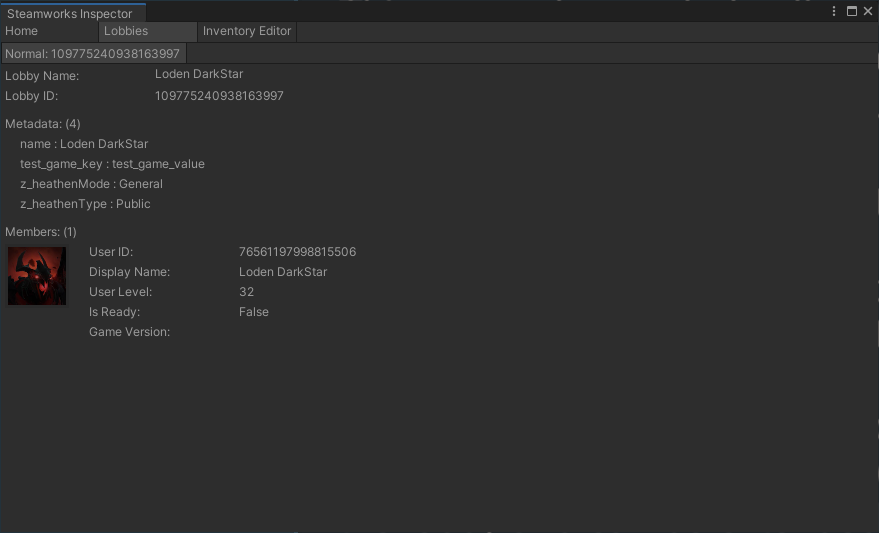 Steamworks Inspector
Home Lobbies Inventory Editor
Normal: 109775240938163997
Lobby Name: Loden DarkStar
Lobby ID: 109775240938163997
Metadata: (4)
name : Loden DarkStar
test_game_key : test_game_value
z_heathenMode : General
z_heathenType : Public
Members: (1)
User ID: 76561197998815506
Display Name: Loden DarkStar
User Level: 32
Is Ready: False
Game Version: